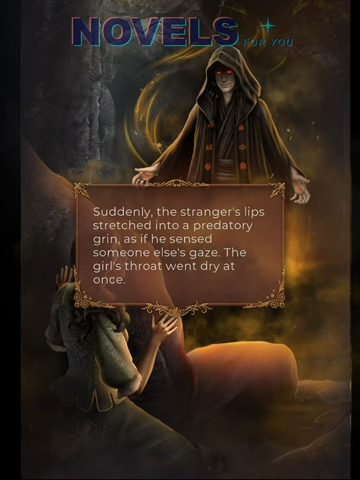 NOVELS
FOR YOU
Suddenly, the stranger's lips
stretched into a predatory
grin, as if he sensed
someone else's gaze. The
girl's throat went dry at
once.